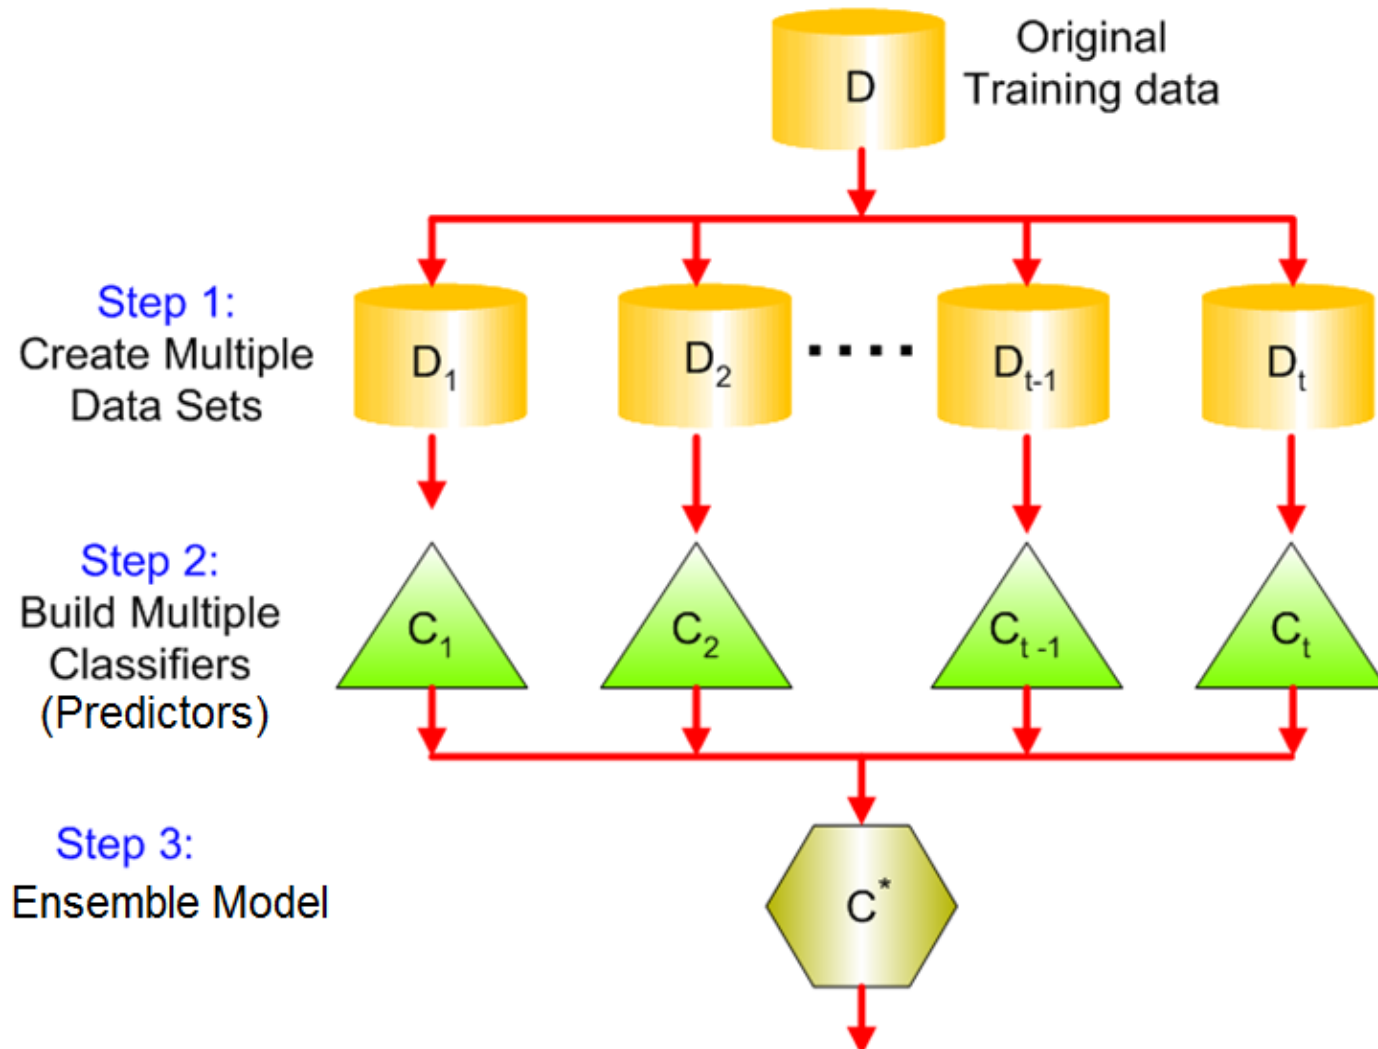 D
Original
Training data
Step 1:
Create Multiple
Data Sets
D1
D2
....
Dt-1
Dt
Step 2:
Build Multiple
Classifiers
(Predictors)
C1
C2
Ct -1
Ct
Step 3:
Ensemble Model
C*